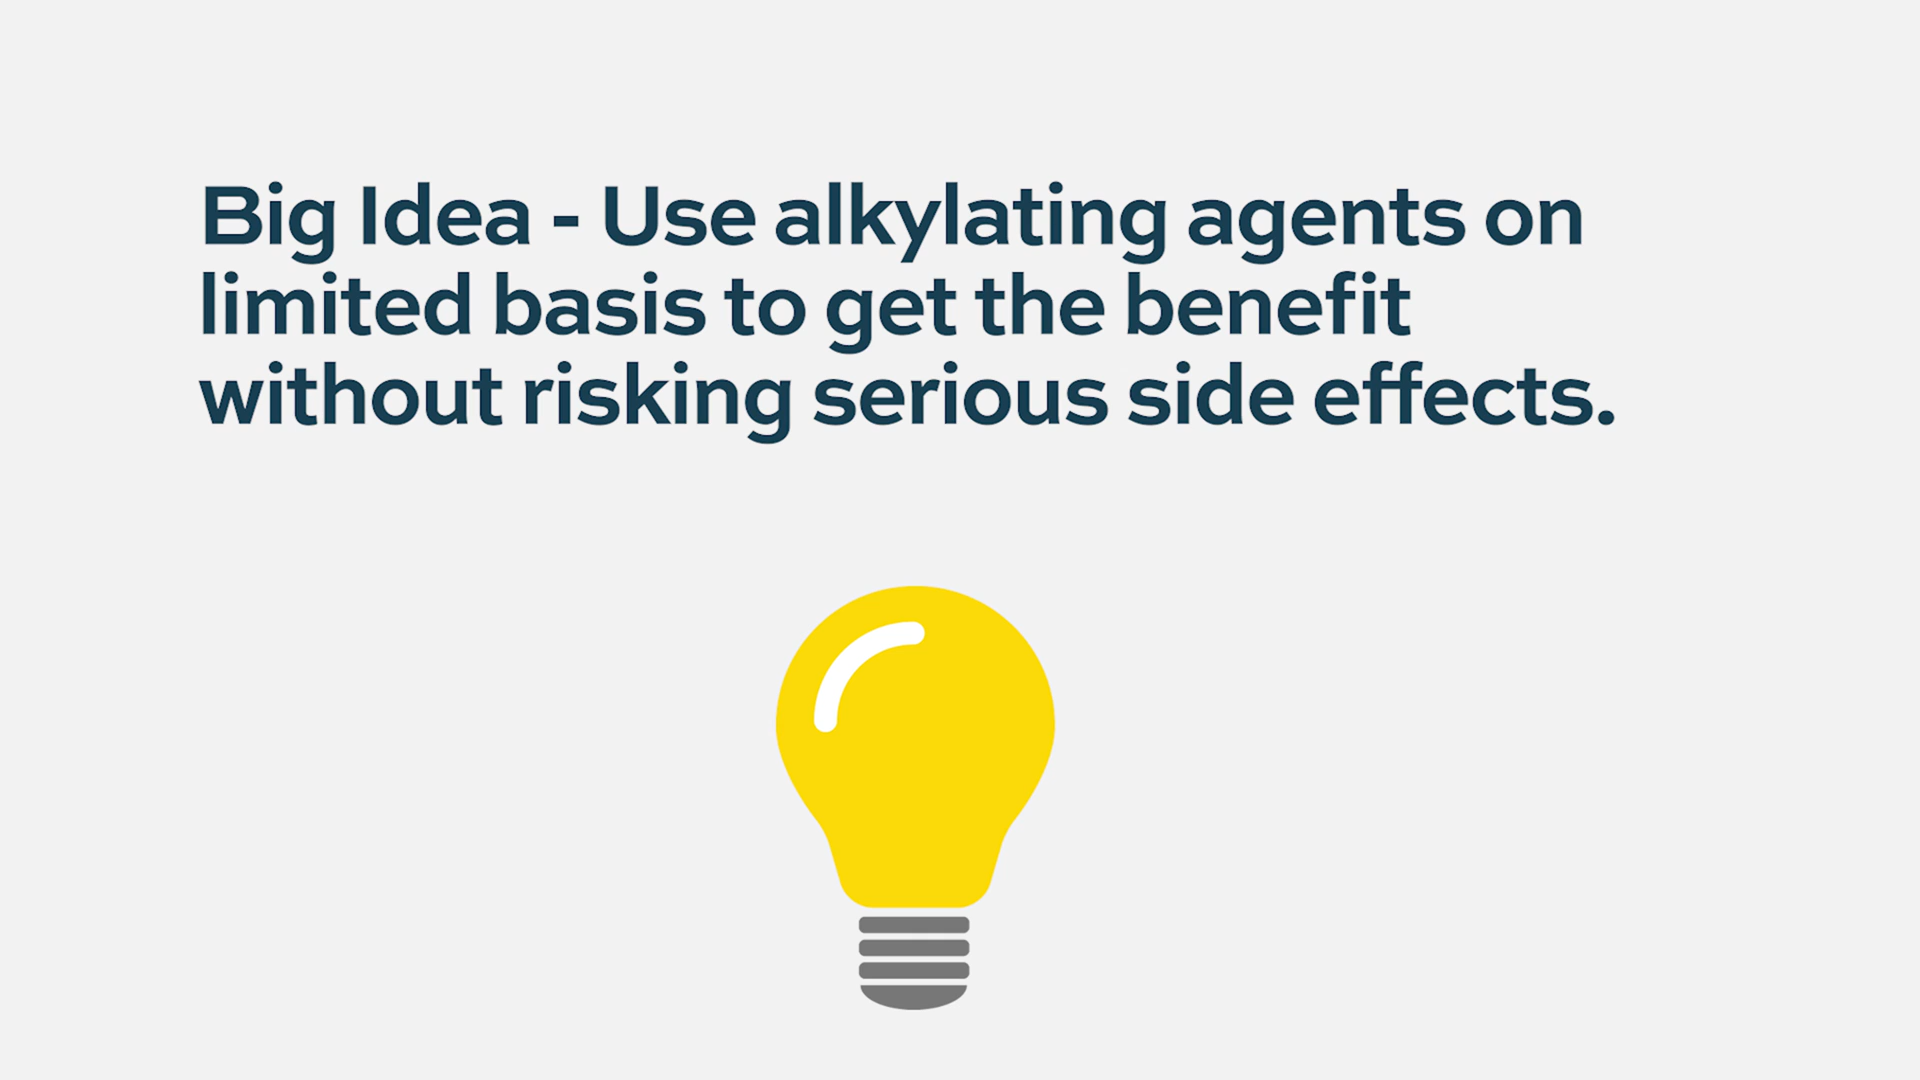 Big Idea - Use alkylating agents on
limited basis to get the benefit
without risking serious side effects.